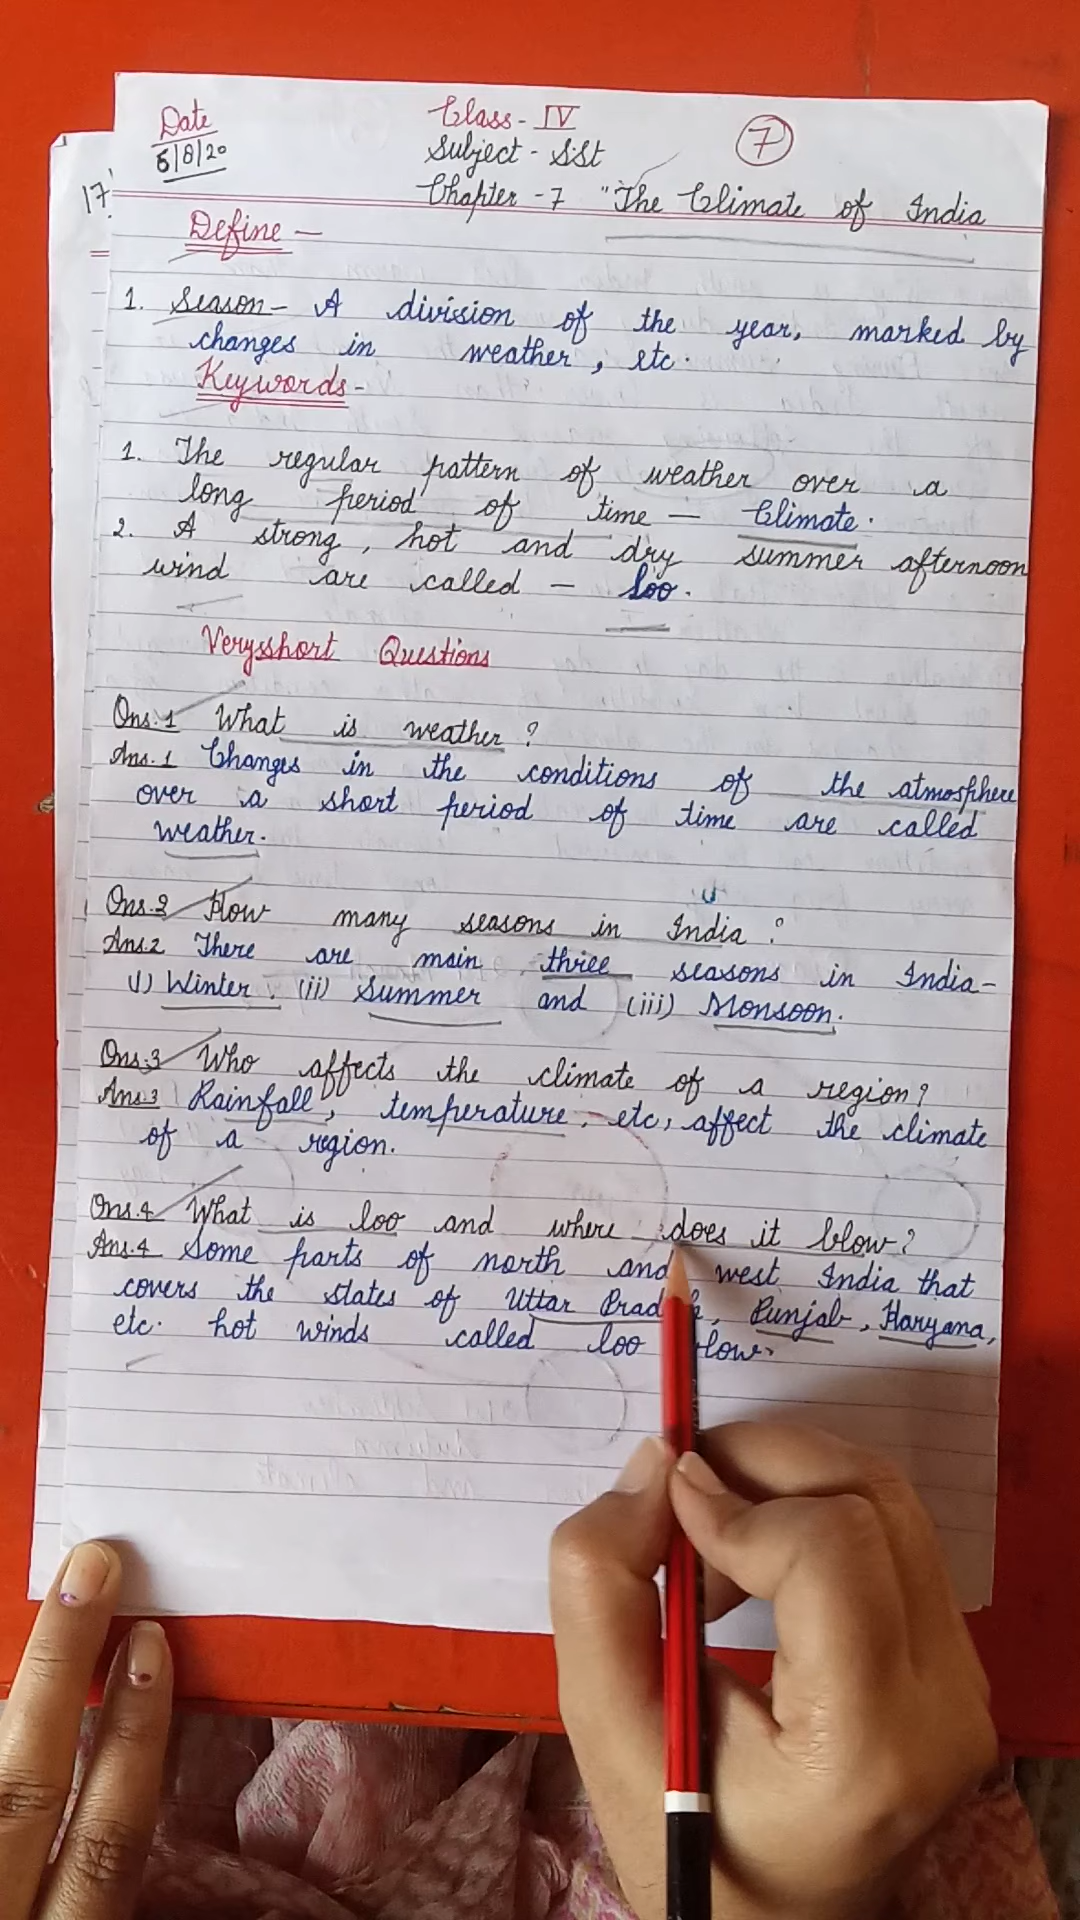 Date
5/8/20
Class - IV
Subject - S.St
7
Chapter - 7 "The Climate of India
17
Define -
1. Season - A division of the year, marked by
changes in weather, etc.
Keywords -
1. The regular pattern of weather over a
long period of time - Climate.
2. A strong, hot and dry summer afternoon
wind are called - Loo.
Very short Questions
Qns.1 What is weather?
Ans.1 Changes in the conditions of the atmosphere
over a short period of time are called
weather.
Qns.2 How many seasons in India?
Ans.2 There are main three seasons in India -
(i) Winter. (ii) Summer and (iii) Monsoon.
Qns.3 Who affects the climate of a region?
Ans.3 Rainfall, temperature, etc, affect the climate
of a region.
Qns.4 What is loo and where does it blow?
Ans.4 Some parts of north and west India that
covers the states of Uttar Prad, Punjab, Haryana,
etc. hot winds called loo blow.